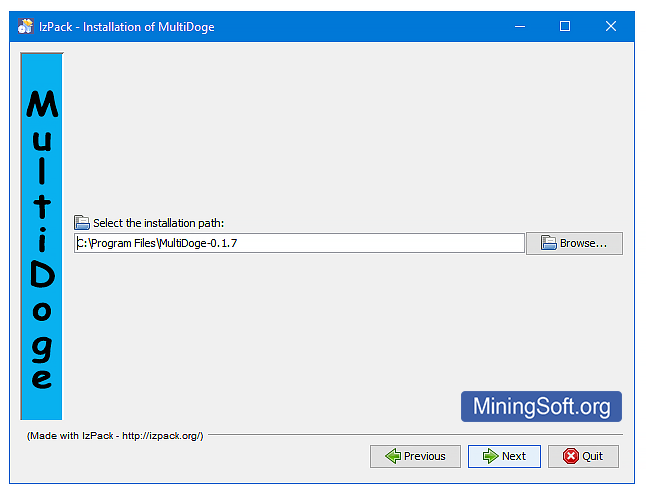 IzPack - Installation of MultiDoge
MultiDoge
Select the installation path:
C:\Program Files\MultiDoge-0.1.7
Browse...
MiningSoft.org
(Made with IzPack - http://izpack.org/)
Previous
Next
Quit